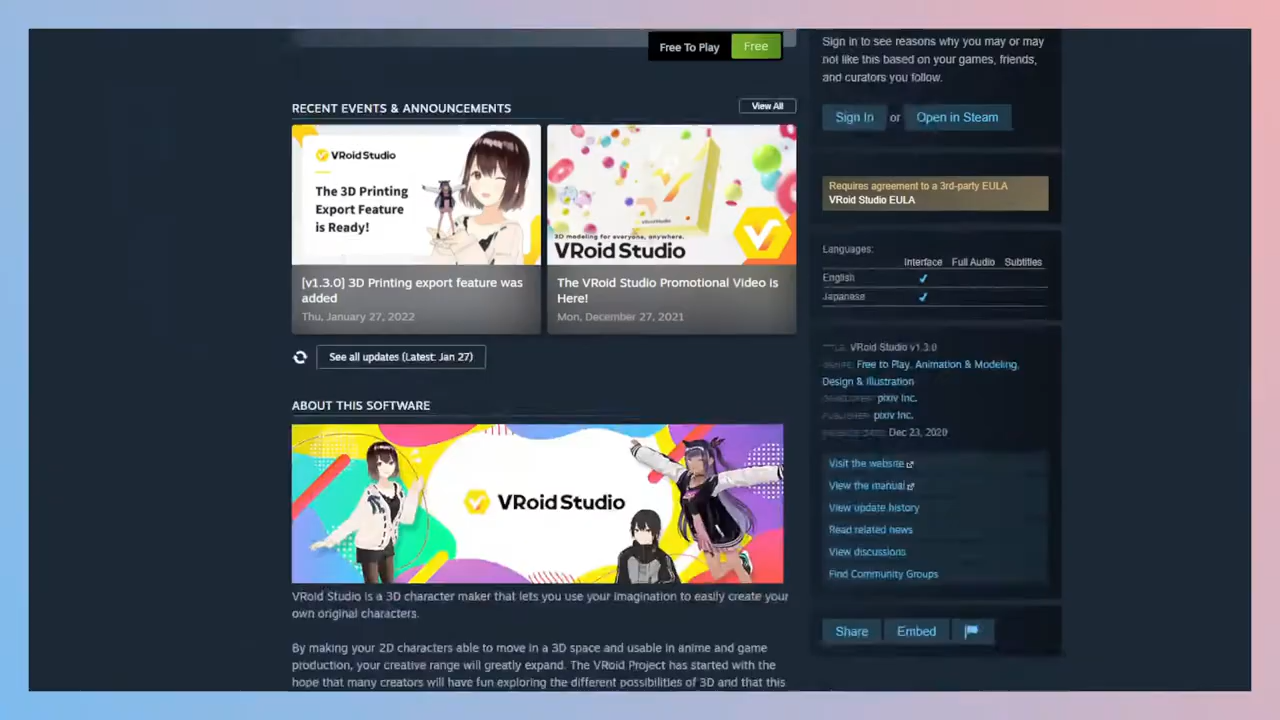 Free To Play
Free
RECENT EVENTS & ANNOUNCEMENTS
View All
VRoid Studio
The 3D Printing
Export Feature
is Ready!
[v1.3.0] 3D Printing export feature was
added
Thu, January 27, 2022
3D modeling for everyone, anywhere.
VRoid Studio
The VRoid Studio Promotional Video is
Here!
Mon, December 27, 2021
See all updates (Latest: Jan 27)
ABOUT THIS SOFTWARE
VRoid Studio
VRoid Studio is a 3D character maker that lets you use your imagination to easily create your
own original characters.
By making your 2D characters able to move in a 3D space and usable in anime and game
production, your creative range will greatly expand. The VRoid Project has started with the
hope that many creators will have fun exploring the different possibilities of 3D and that this
Sign in to see reasons why you may or may
not like this based on your games, friends,
and curators you follow.
Sign In or Open in Steam
Requires agreement to a 3rd-party EULA
VRoid Studio EULA
Languages:
Interface Full Audio Subtitles
English ✔
Japanese ✔
VRoid Studio v1.3.0
Free to Play, Animation & Modeling,
Design & Illustration
pixiv Inc.
pixiv Inc.
Dec 23, 2020
Visit the website
View the manual
View update history
Read related news
View discussions
Find Community Groups
Share
Embed